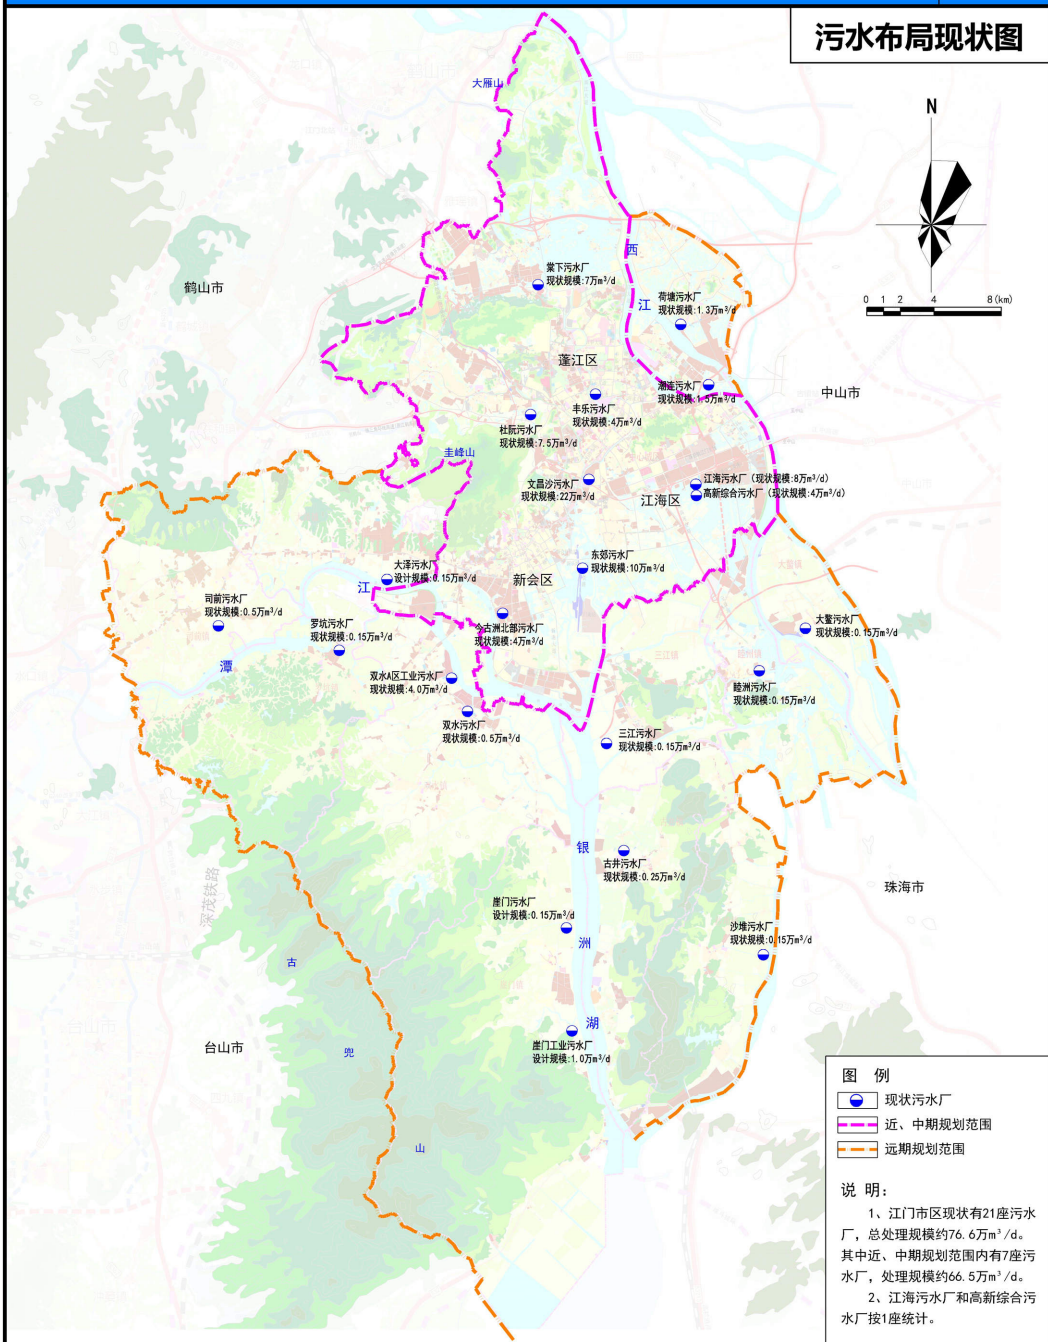 污水布局现状图
N
0 1 2 4 8(km)
大雁山
西
江
棠下污水厂
现状规模:7万m³/d
荷塘污水厂
现状规模:1.3万m³/d
鹤山市
蓬江区
中山市
潮连污水厂
现状规模:1.5万m³/d
丰乐污水厂
现状规模:4万m³/d
杜阮污水厂
现状规模:7.5万m³/d
圭峰山
文昌沙污水厂
现状规模:22万m³/d
江海污水厂（现状规模:8万m³/d）
高新综合污水厂（现状规模:4万m³/d）
江海区
东郊污水厂
现状规模:10万m³/d
大泽污水厂
设计规模:0.15万m³/d
新会区
江
司前污水厂
现状规模:0.5万m³/d
罗坑污水厂
现状规模:0.15万m³/d
今古洲北部污水厂
现状规模:4万m³/d
大鳌污水厂
现状规模:0.15万m³/d
潭
双水A区工业污水厂
现状规模:4.0万m³/d
睦洲污水厂
现状规模:0.15万m³/d
双水污水厂
现状规模:0.5万m³/d
三江污水厂
现状规模:0.15万m³/d
三江镇
睦洲镇
大鳌镇
银
古井污水厂
现状规模:0.25万m³/d
珠海市
深茂铁路
崖门污水厂
设计规模:0.15万m³/d
洲
沙堆污水厂
现状规模:0.15万m³/d
古
湖
崖门工业污水厂
设计规模:1.0万m³/d
台山市
台山市
兜
山
图 例
现状污水厂
近、中期规划范围
远期规划范围
说 明：
1、江门市区现状有21座污水
厂，总处理规模约76.6万m³/d。
其中近、中期规划范围内有7座污
水厂，处理规模约66.5万m³/d。
2、江海污水厂和高新综合污
水厂按1座统计。